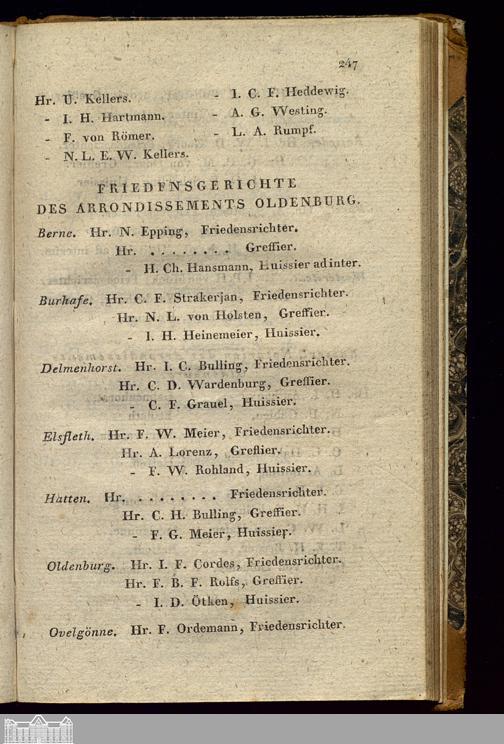 247
Hr. U. Kellers.
- I. H. Hartmann.
- F. von Römer.
- N. L. E. W. Kellers.
- I. C. F. Heddewig.
- A. G. Westing.
- L. A. Rumpf.
FRIEDENSGERICHTE
DES ARRONDISSEMENTS OLDENBURG.
Berne. Hr. N. Epping, Friedensrichter.
Hr. . . . . . . . . Greffier.
- H. Ch. Hansmann, Huissier ad inter.
Burhafe. Hr. C. F. Strakerjan, Friedensrichter.
Hr. N. L. von Holsten, Greffier.
- I. H. Heinemeier, Huissier.
Delmenhorst. Hr. I. C. Bulling, Friedensrichter.
Hr. C. D. Wardenburg, Greffier.
- C. F. Grauel, Huissier.
Elsfleth. Hr. F. W. Meier, Friedensrichter.
Hr. A. Lorenz, Greffier.
- F. W. Rohland, Huissier.
Hatten. Hr. . . . . . . . . Friedensrichter.
Hr. C. H. Bulling, Greffier.
- F. G. Meier, Huissier.
Oldenburg. Hr. I. F. Cordes, Friedensrichter.
Hr. F. B. F. Rolfs, Greffier.
- I. D. Ötken, Huissier.
Ovelgönne. Hr. F. Ordemann, Friedensrichter.